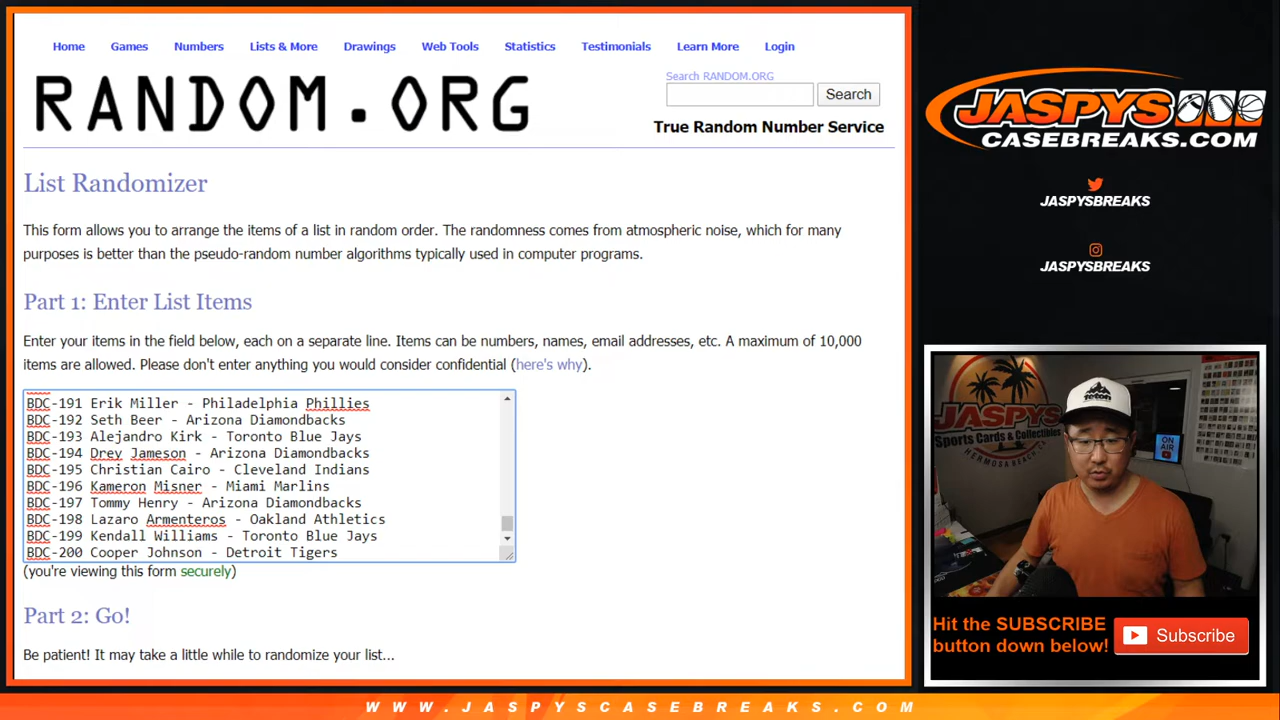 Home Games Numbers Lists & More Drawings Web Tools Statistics Testimonials Learn More Login
RANDOM.ORG
Search RANDOM.ORG
Search
True Random Number Service
List Randomizer
This form allows you to arrange the items of a list in random order. The randomness comes from atmospheric noise, which for many
purposes is better than the pseudo-random number algorithms typically used in computer programs.
Part 1: Enter List Items
Enter your items in the field below, each on a separate line. Items can be numbers, names, email addresses, etc. A maximum of 10,000
items are allowed. Please don't enter anything you would consider confidential (here's why).
BDC-191 Erik Miller - Philadelphia Phillies
BDC-192 Seth Beer - Arizona Diamondbacks
BDC-193 Alejandro Kirk - Toronto Blue Jays
BDC-194 Drey Jameson - Arizona Diamondbacks
BDC-195 Christian Cairo - Cleveland Indians
BDC-196 Kameron Misner - Miami Marlins
BDC-197 Tommy Henry - Arizona Diamondbacks
BDC-198 Lazaro Armenteros - Oakland Athletics
BDC-199 Kendall Williams - Toronto Blue Jays
BDC-200 Cooper Johnson - Detroit Tigers
(you're viewing this form securely)
Part 2: Go!
Be patient! It may take a little while to randomize your list...
JASPYS
CASEBREAKS.COM
JASPYSBREAKS
JASPYSBREAKS
JASPYS
Sports Cards & Collectibles
HERMOSA BEACH, CA
TETON
ON
AIR
Hit the SUBSCRIBE
button down below!
Subscribe
WWW.JASPYSCASEBREAKS.COM